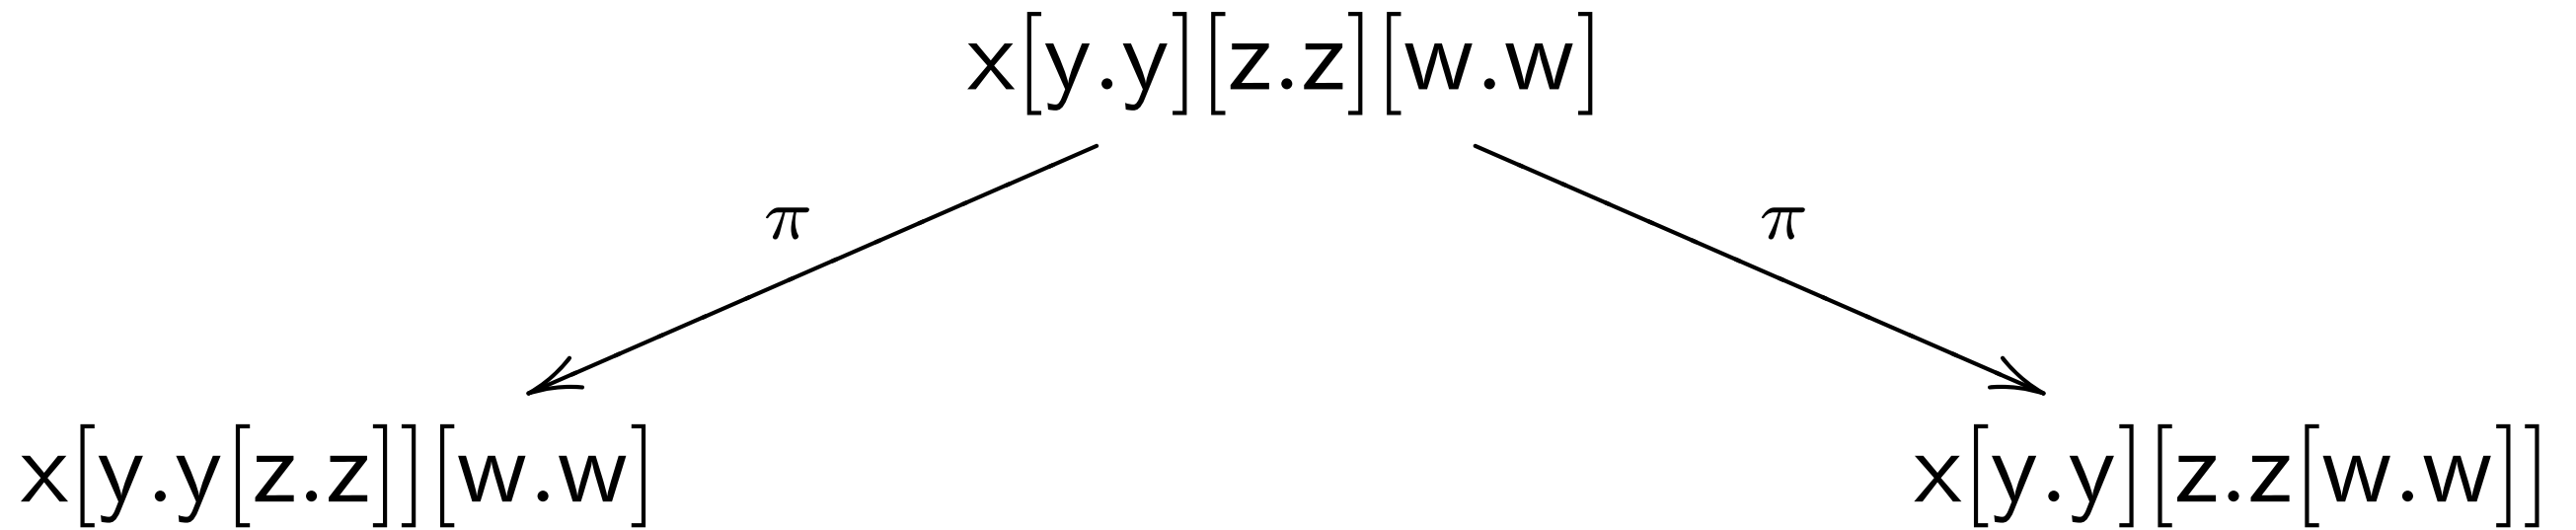 x[y.y][z.z][w.w]
π π
x[y.y[z.z]][w.w] x[y.y][z.z[w.w]]